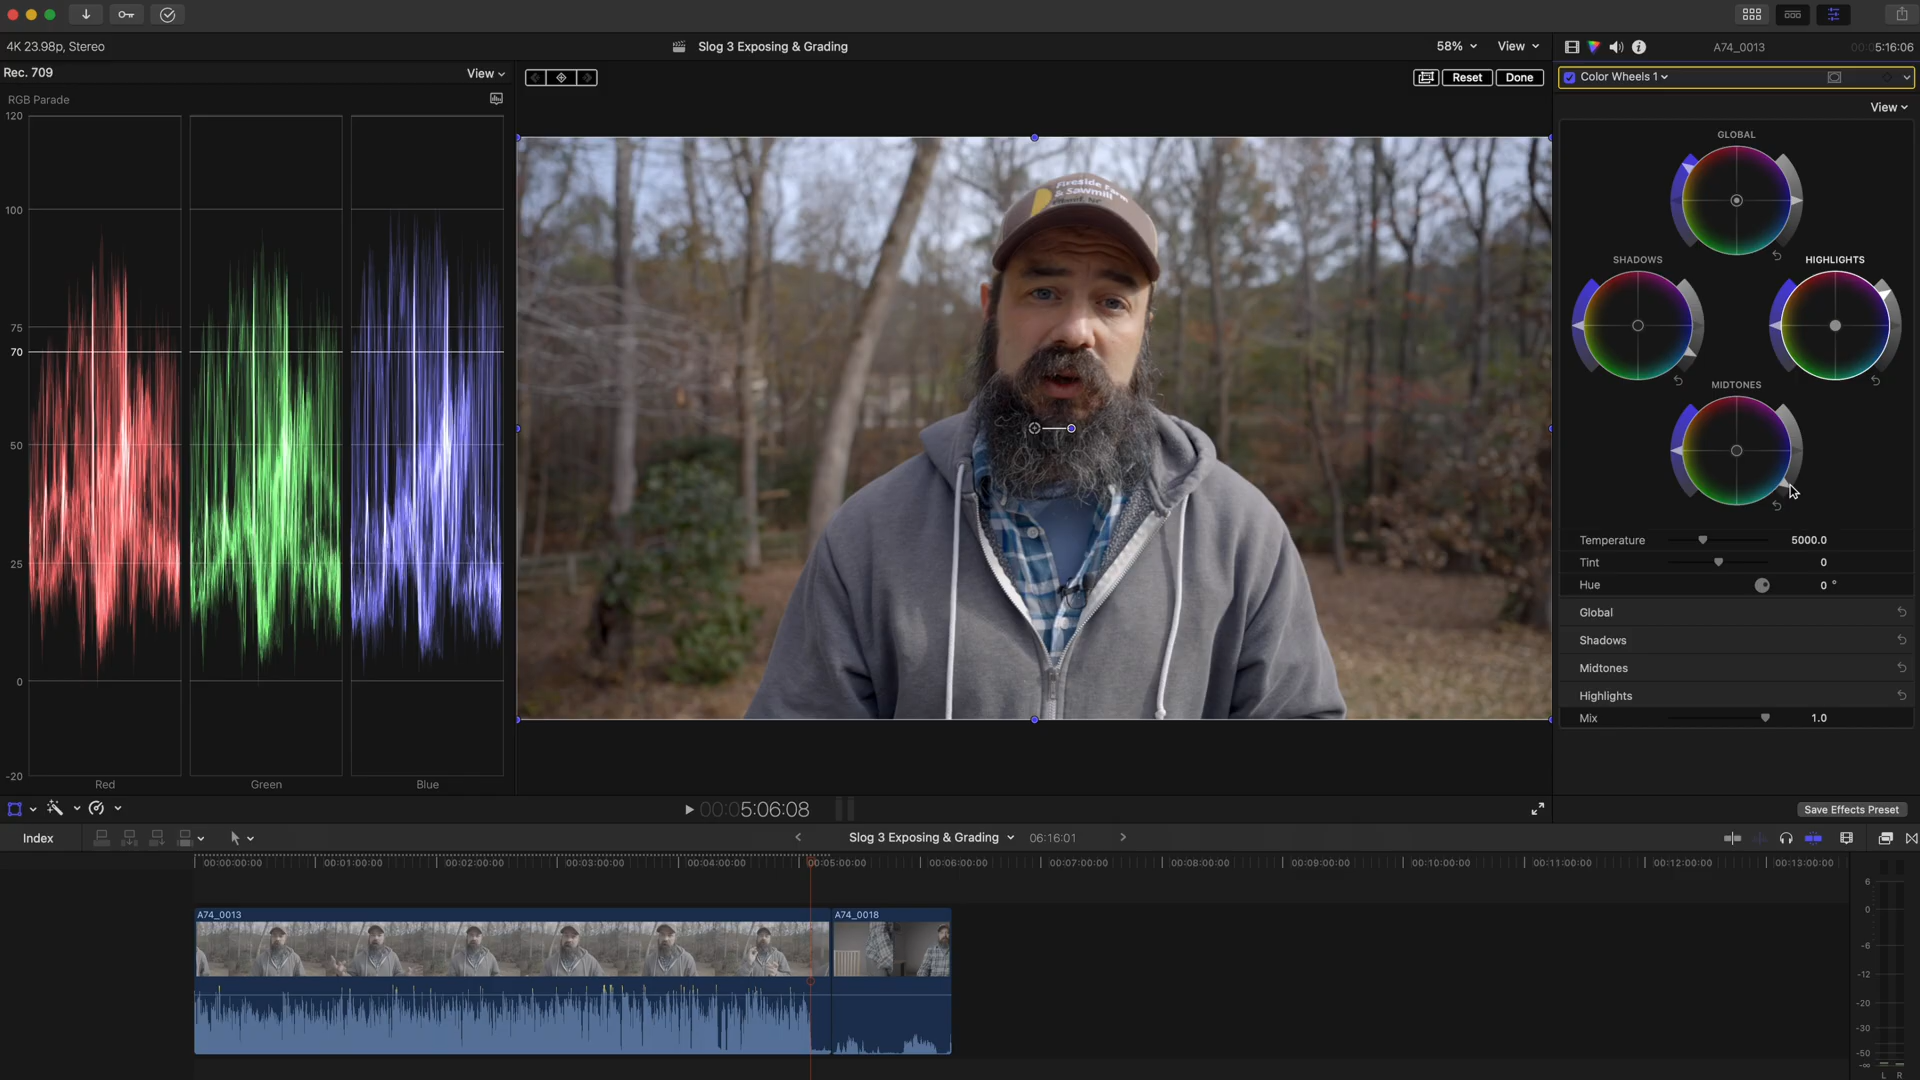 4K 23.98p, Stereo
Slog 3 Exposing & Grading
58%
View
A74_0013
00:05:16:06
Rec. 709
View
Reset
Done
Color Wheels 1
RGB Parade
View
120
100
75
70
50
25
0
-20
Red
Green
Blue
Fireside Farm
& Sawmill
GLOBAL
SHADOWS
HIGHLIGHTS
MIDTONES
Temperature
5000.0
Tint
0
Hue
0 °
Global
Shadows
Midtones
Highlights
Mix
1.0
00:05:06:08
Save Effects Preset
Index
Slog 3 Exposing & Grading
06:16:01
00:00:00:00
00:01:00:00
00:02:00:00
00:03:00:00
00:04:00:00
00:05:00:00
00:06:00:00
00:07:00:00
00:08:00:00
00:09:00:00
00:10:00:00
00:11:00:00
00:12:00:00
00:13:00:00
A74_0013
A74_0018
6
0
-6
-12
-20
-30
-50
-∞
L
R